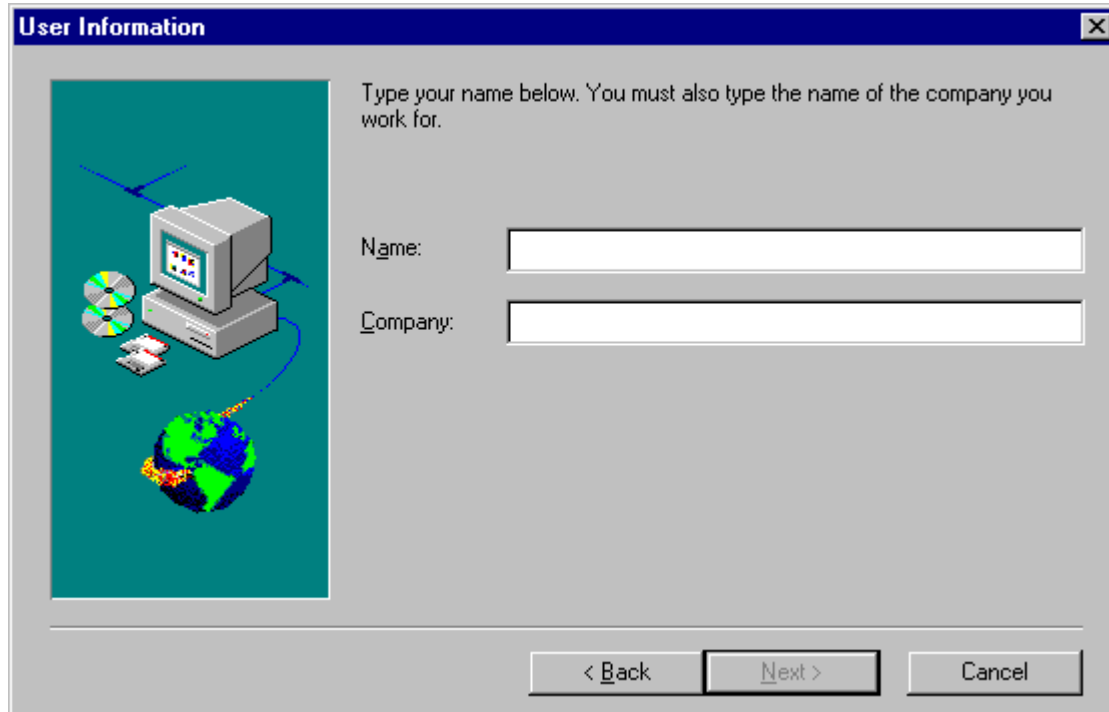 User Information
Type your name below. You must also type the name of the company you
work for.
Name:
Company:
< Back
Next >
Cancel